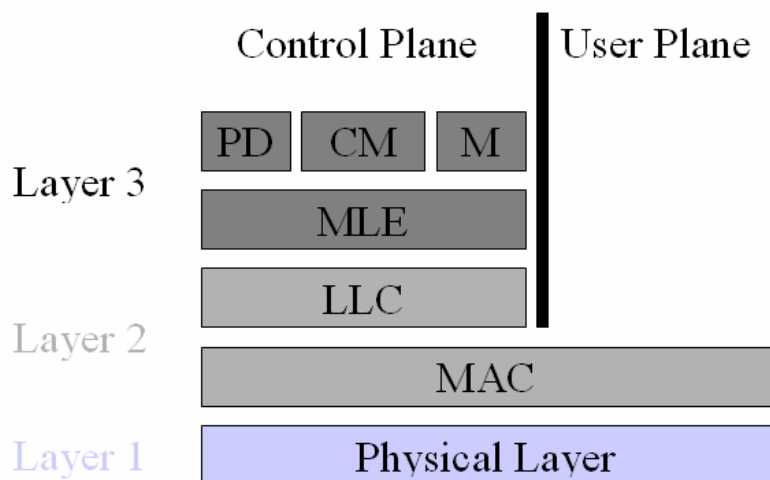 Control Plane
User Plane
PD
CM
M
Layer 3
MLE
LLC
Layer 2
MAC
Layer 1
Physical Layer